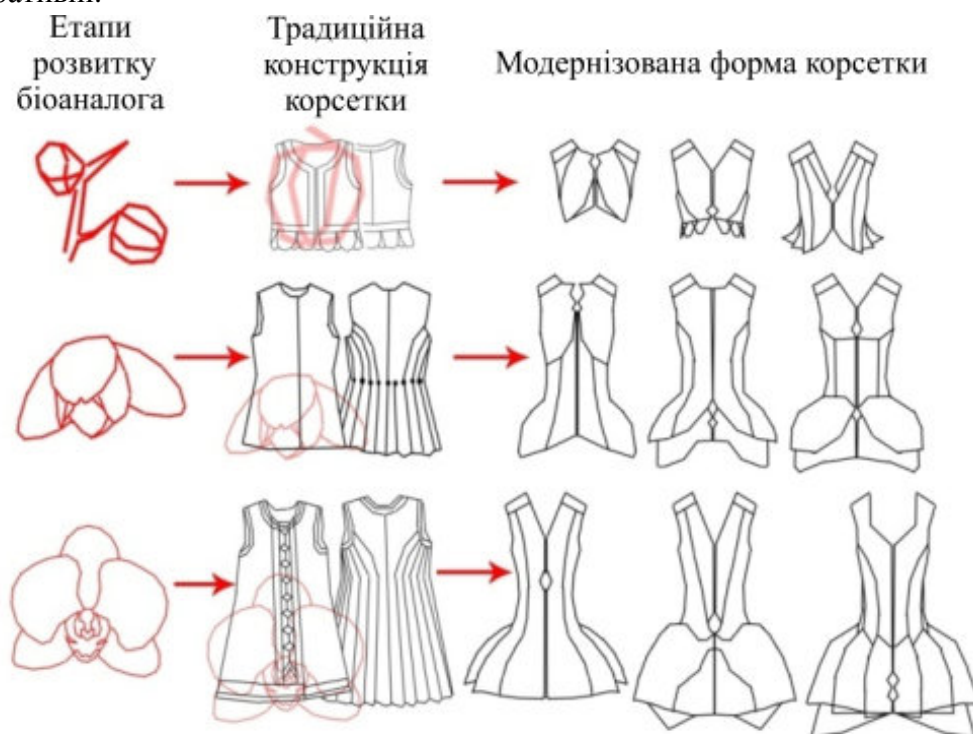 Етапи
розвитку
біоаналога
Традиційна
конструкція
корсетки
Модернізована форма корсетки